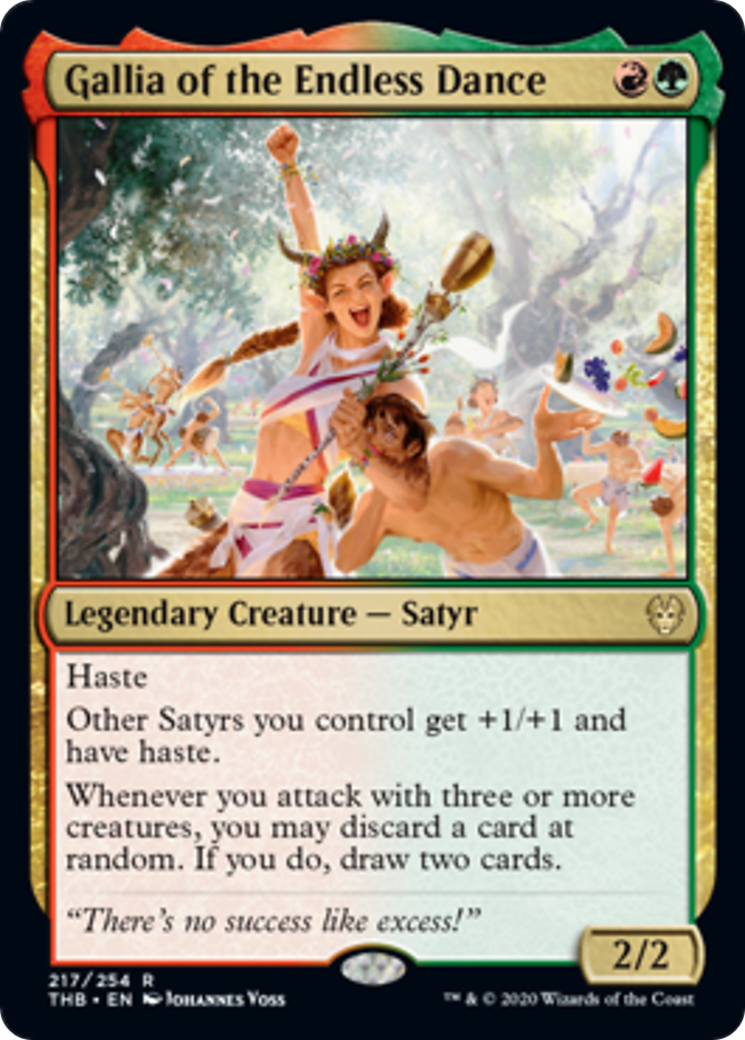 Gallia of the Endless Dance
Legendary Creature — Satyr
Haste
Other Satyrs you control get +1/+1 and
have haste.
Whenever you attack with three or more
creatures, you may discard a card at
random. If you do, draw two cards.
“There’s no success like excess!”
2/2
217/254 R
THB • EN Johannes Voss
™ & © 2020 Wizards of the Coast